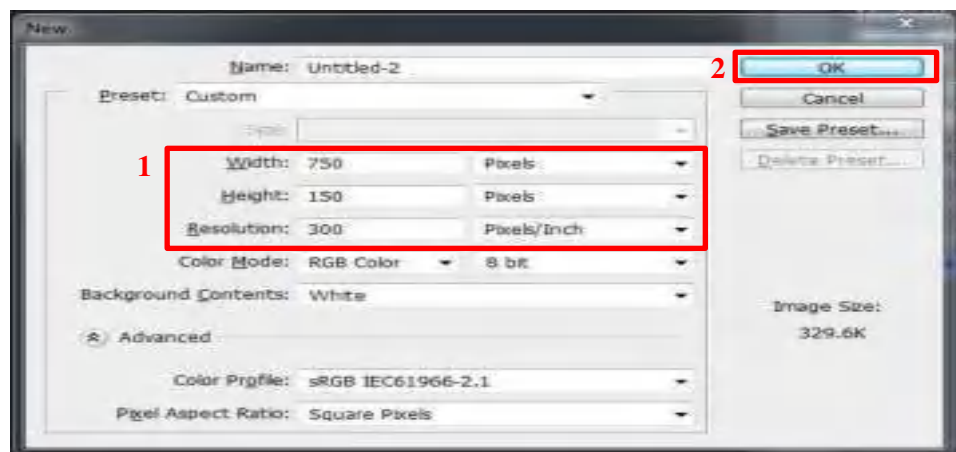 New
Name: Untitled-2
2 OK
Preset: Custom
Cancel
Size:
Save Preset...
1
Width: 750 Pixels
Delete Preset...
Height: 150 Pixels
Resolution: 300 Pixels/Inch
Color Mode: RGB Color 8 bit
Background Contents: White
Image Size:
329.6K
Advanced
Color Profile: sRGB IEC61966-2.1
Pixel Aspect Ratio: Square Pixels